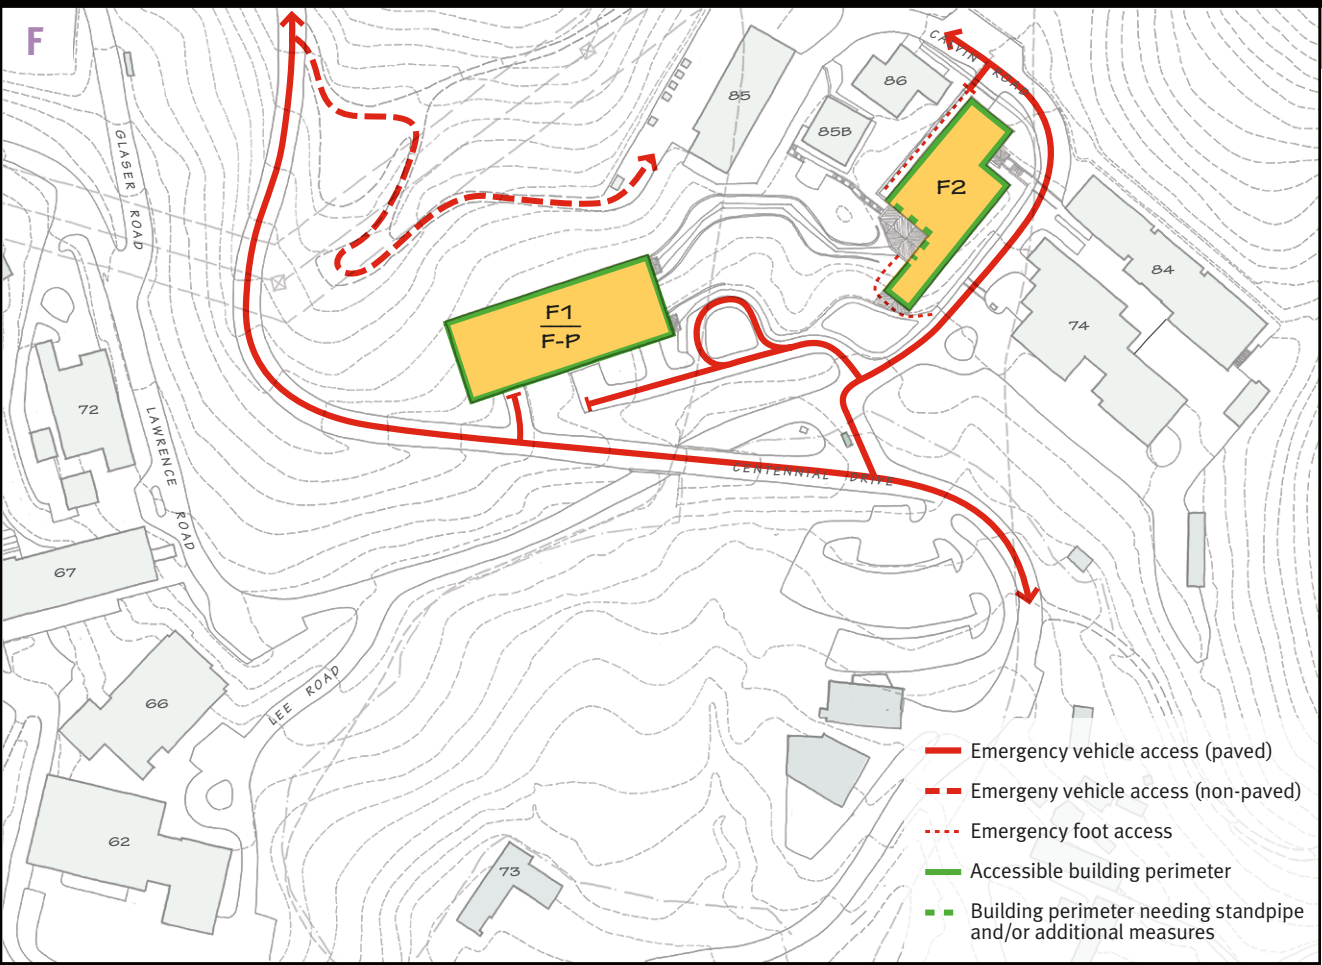 F
CALVIN ROAD
85
86
85B
F2
GLASER ROAD
84
F1
F-P
74
72
LAWRENCE ROAD
CENTENNIAL DRIVE
67
LEE ROAD
66
62
73
Emergency vehicle access (paved)
Emergeny vehicle access (non-paved)
Emergency foot access
Accessible building perimeter
Building perimeter needing standpipe
and/or additional measures